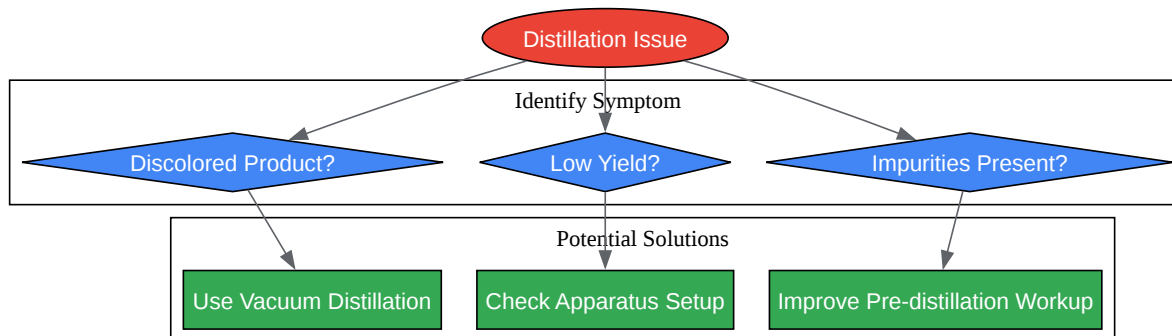 Distillation Issue
Identify Symptom
Discolored Product?
Low Yield?
Impurities Present?
Potential Solutions
Use Vacuum Distillation
Check Apparatus Setup
Improve Pre-distillation Workup